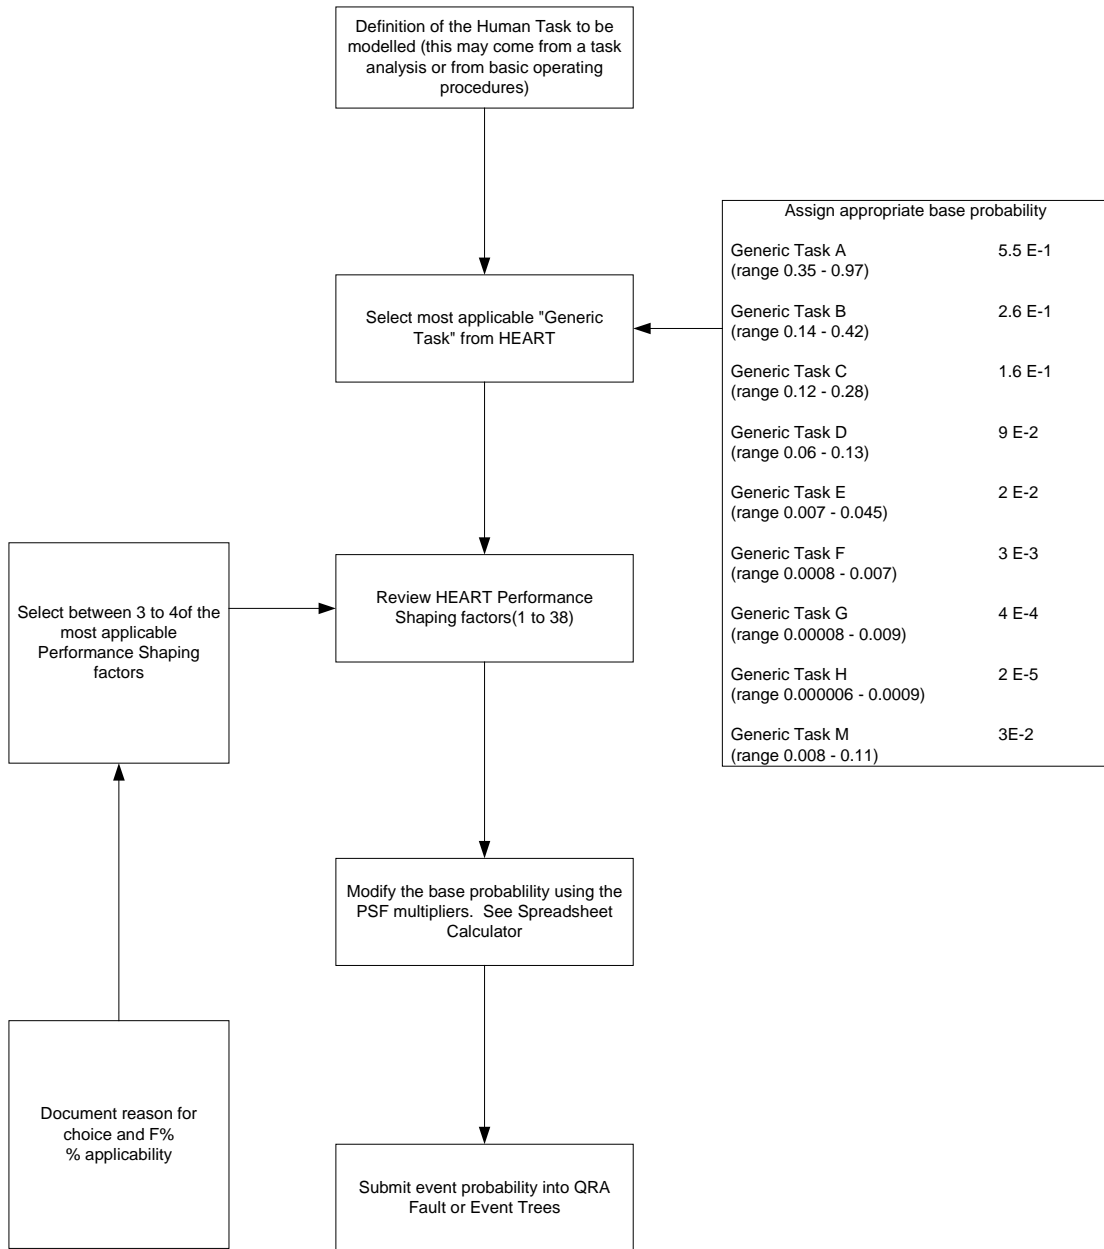 Definition of the Human Task to be
modelled (this may come from a task
analysis or from basic operating
procedures)
Assign appropriate base probability
Generic Task A 5.5 E-1
(range 0.35 - 0.97)
Generic Task B 2.6 E-1
(range 0.14 - 0.42)
Generic Task C 1.6 E-1
(range 0.12 - 0.28)
Generic Task D 9 E-2
(range 0.06 - 0.13)
Generic Task E 2 E-2
(range 0.007 - 0.045)
Generic Task F 3 E-3
(range 0.0008 - 0.007)
Generic Task G 4 E-4
(range 0.00008 - 0.009)
Generic Task H 2 E-5
(range 0.000006 - 0.0009)
Generic Task M 3E-2
(range 0.008 - 0.11)
Select most applicable "Generic
Task" from HEART
Select between 3 to 4of the
most applicable
Performance Shaping
factors
Review HEART Performance
Shaping factors(1 to 38)
Modify the base probablility using the
PSF multipliers.  See Spreadsheet
Calculator
Document reason for
choice and F%
% applicability
Submit event probability into QRA
Fault or Event Trees